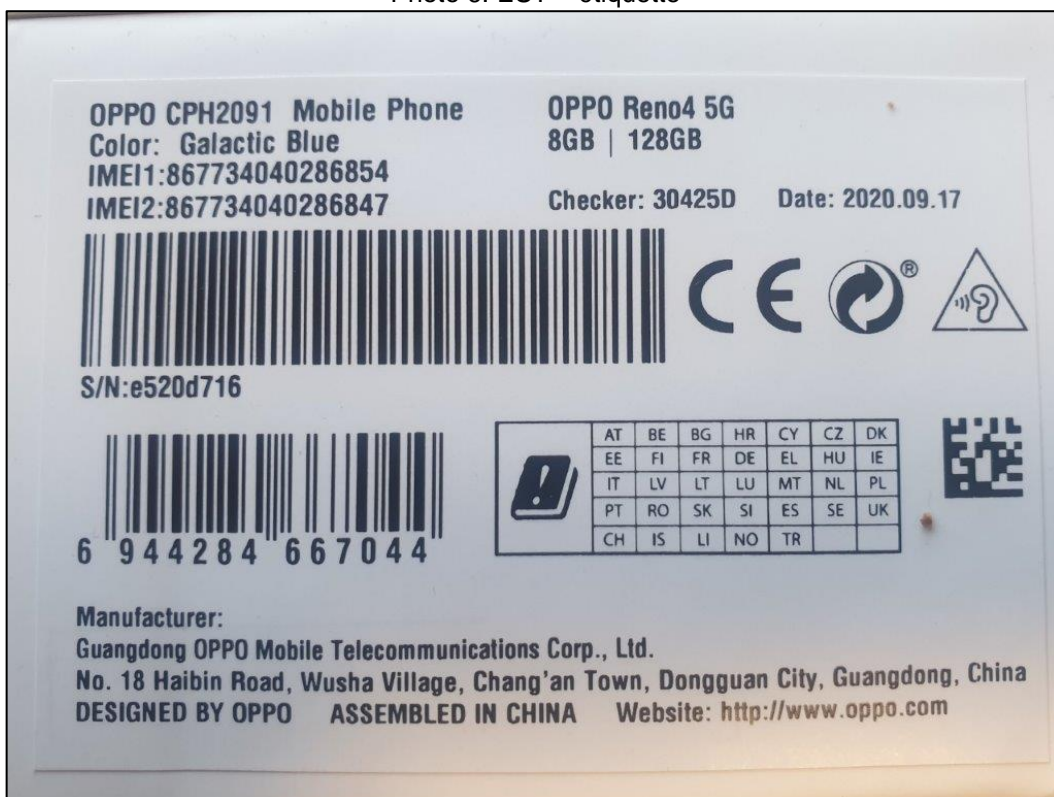 OPPO CPH2091 Mobile Phone OPPO Reno4 5G
Color: Galactic Blue 8GB | 128GB
IMEI1:867734040286854
IMEI2:867734040286847 Checker: 30425D Date: 2020.09.17
CE ®
S/N:e520d716
AT BE BG HR CY CZ DK
EE FI FR DE EL HU IE
IT LV LT LU MT NL PL
PT RO SK SI ES SE UK
CH IS LI NO TR
6 944284 667044
Manufacturer:
Guangdong OPPO Mobile Telecommunications Corp., Ltd.
No. 18 Haibin Road, Wusha Village, Chang'an Town, Dongguan City, Guangdong, China
DESIGNED BY OPPO ASSEMBLED IN CHINA Website: http://www.oppo.com